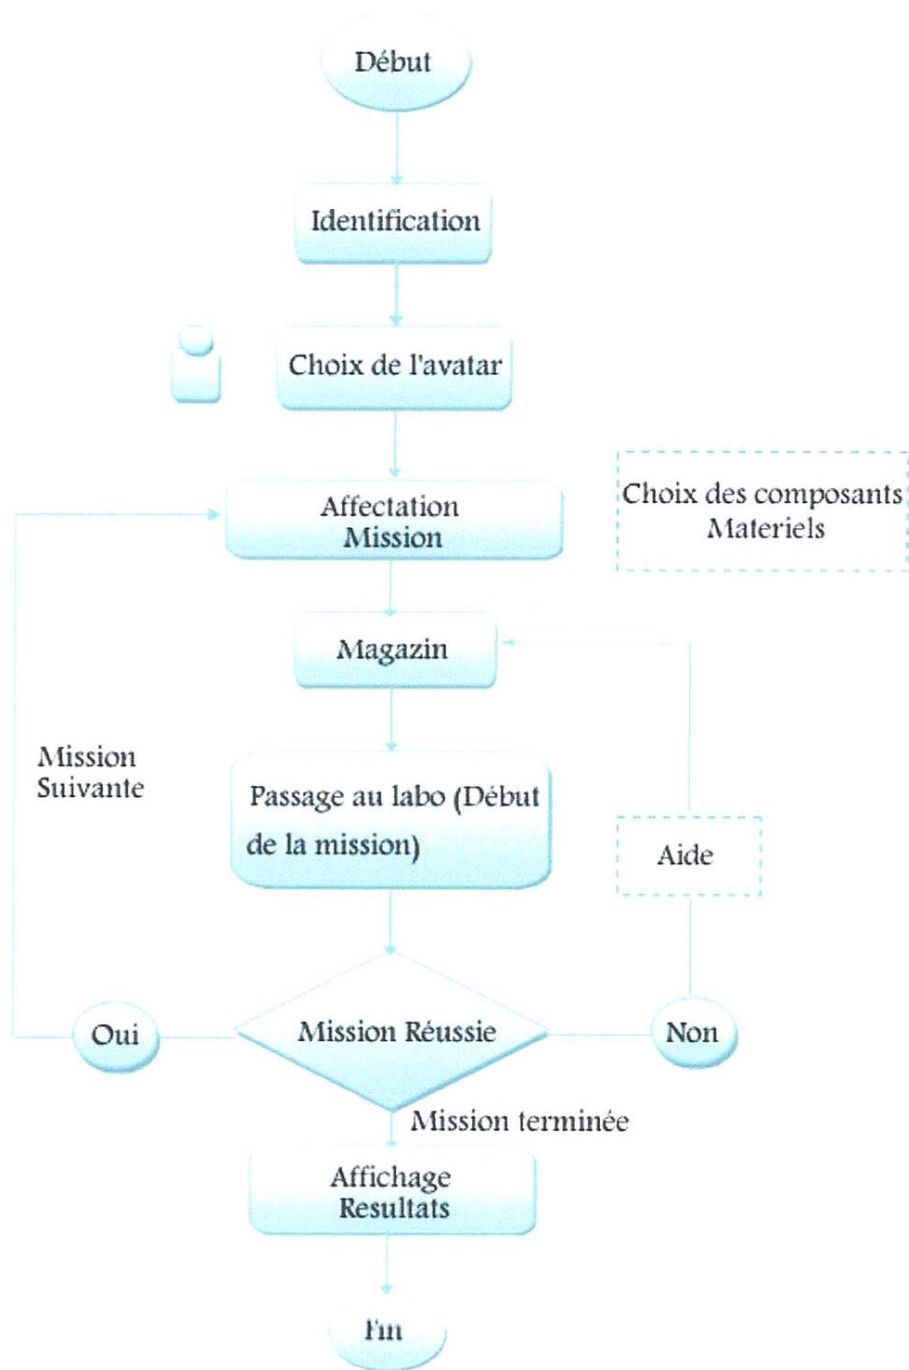 Début
Identification
Choix de l'avatar
Affectation
Mission
Choix des composants
Materiels
Magazin
Mission
Suivante
Passage au labo (Début
de la mission)
Aide
Oui
Mission Réussie
Non
Mission terminée
Affichage
Resultats
Fin